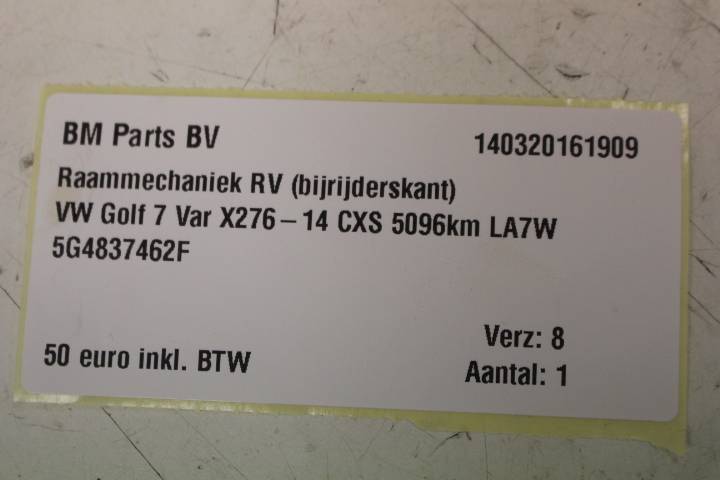 BM Parts BV 140320161909
Raammechaniek RV (bijrijderskant)
VW Golf 7 Var X276-14 CXS 5096km LA7W
5G4837462F
Verz: 8
50 euro inkl. BTW
Aantal: 1